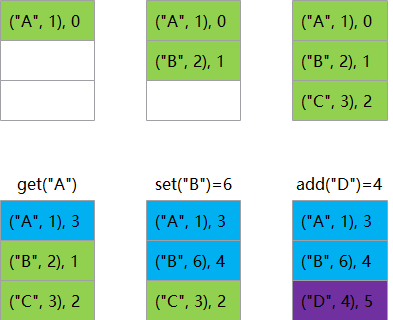 ("A", 1), 0
("A", 1), 0
("B", 2), 1
("A", 1), 0
("B", 2), 1
("C", 3), 2
get("A")
("A", 1), 3
("B", 2), 1
("C", 3), 2
set("B")=6
("A", 1), 3
("B", 6), 4
("C", 3), 2
add("D")=4
("A", 1), 3
("B", 6), 4
("D", 4), 5